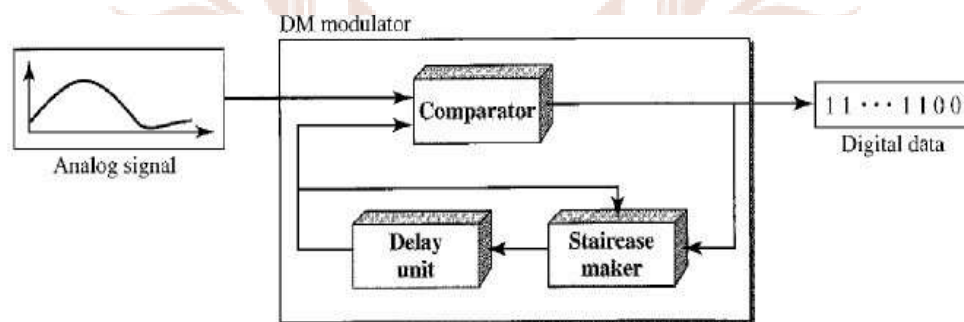 DM modulator
Comparator
11 ··· 1100
Digital data
Analog signal
Delay
unit
Staircase
maker